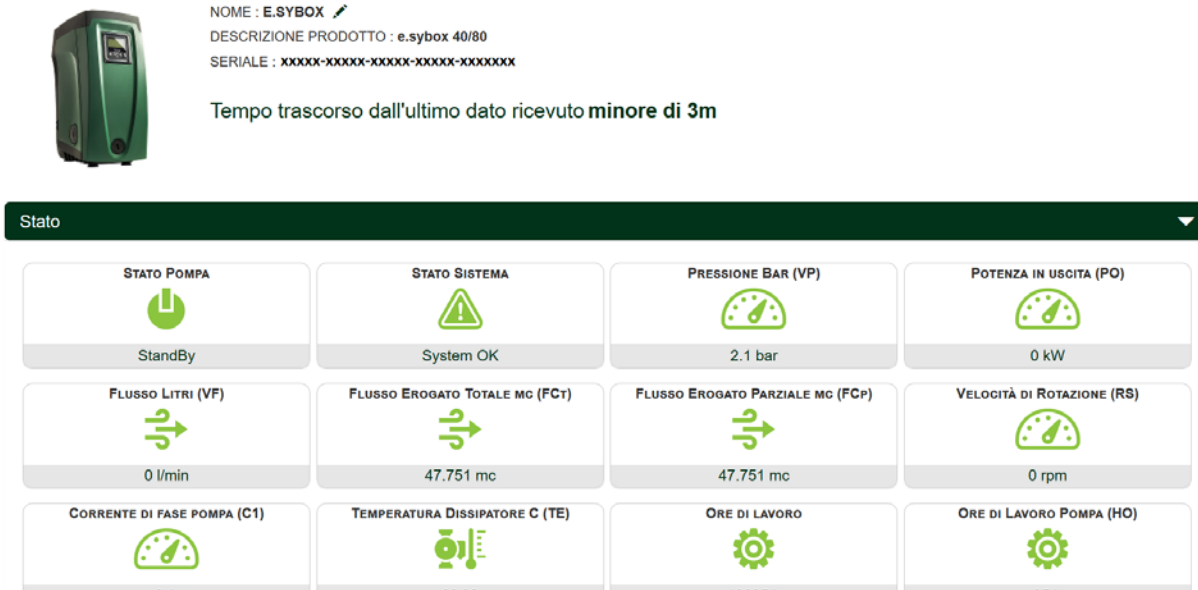 NOME : E.SYBOX
DESCRIZIONE PRODOTTO : e.sybox 40/80
SERIALE : xxxxx-xxxxx-xxxxx-xxxxx-xxxxxxx
Tempo trascorso dall'ultimo dato ricevuto minore di 3m
Stato
STATO POMPA
StandBy
STATO SISTEMA
System OK
PRESSIONE BAR (VP)
2.1 bar
POTENZA IN USCITA (PO)
0 kW
FLUSSO LITRI (VF)
0 l/min
FLUSSO EROGATO TOTALE MC (FCT)
47.751 mc
FLUSSO EROGATO PARZIALE MC (FCP)
47.751 mc
VELOCITÀ DI ROTAZIONE (RS)
0 rpm
CORRENTE DI FASE POMPA (C1)
TEMPERATURA DISSIPATORE C (TE)
ORE DI LAVORO
ORE DI LAVORO POMPA (HO)